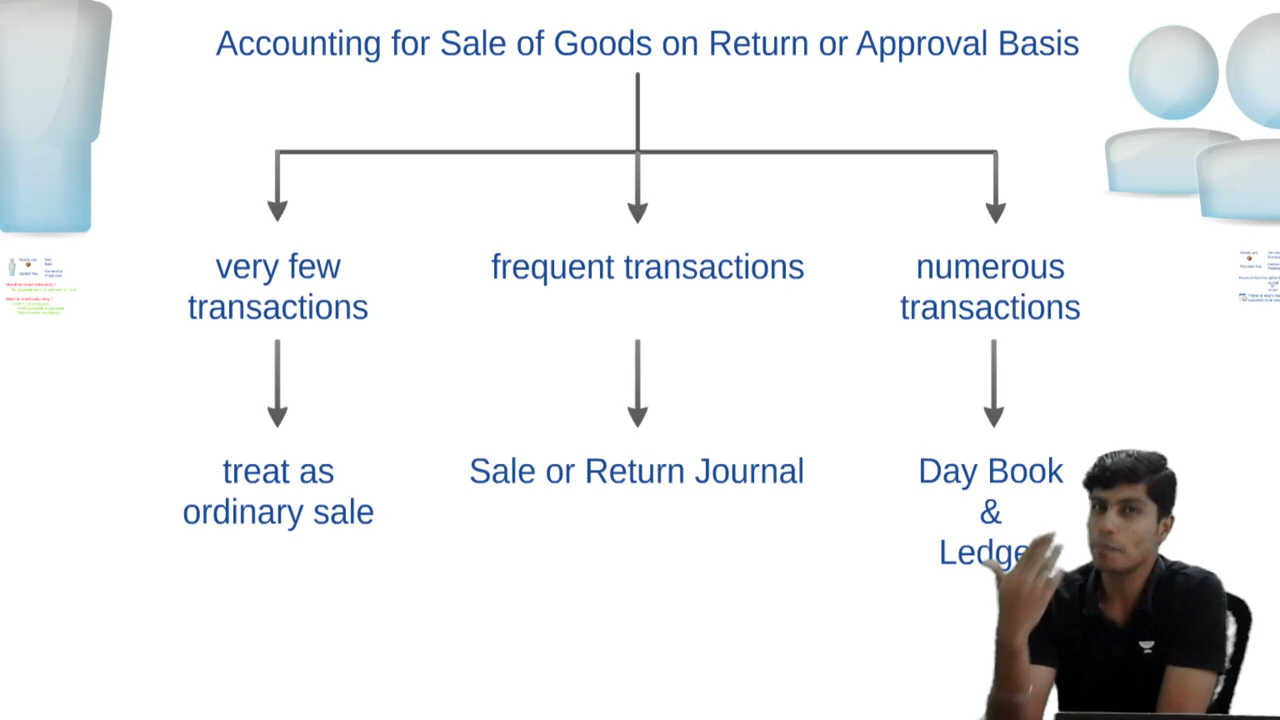 Accounting for Sale of Goods on Return or Approval Basis
very few
transactions
frequent transactions
numerous
transactions
treat as
ordinary sale
Sale or Return Journal
Day Book
&
Ledge